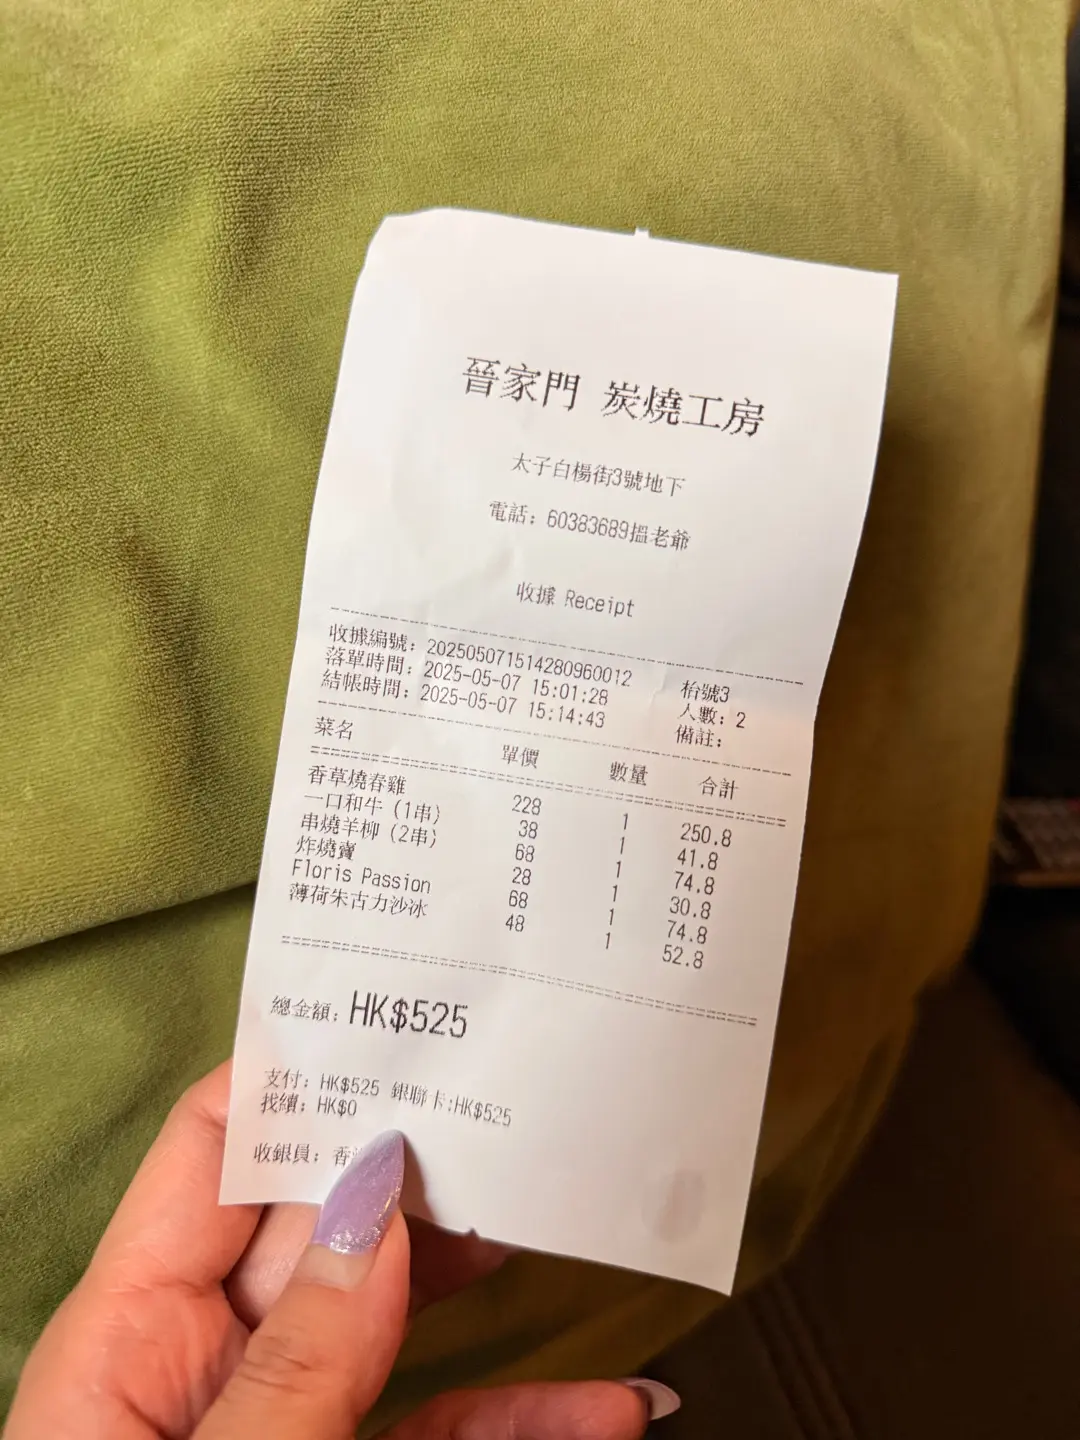 晉家門 炭燒工房
太子白楊街3號地下
電話：60383689搵老爺
收據 Receipt
收據編號：202505071514280960012 枱號3
落單時間：2025-05-07 15:01:28 人數：2
結帳時間：2025-05-07 15:14:43 備註：
菜名 單價 數量 合計
香草燒春雞 228 1 250.8
一口和牛（1串） 38 1 41.8
串燒羊柳（2串） 68 1 74.8
炸燒賣 28 1 30.8
Floris Passion 68 1 74.8
薄荷朱古力沙冰 48 1 52.8
總金額：HK$525
支付：HK$525 銀聯卡:HK$525
找續：HK$0
收銀員：香